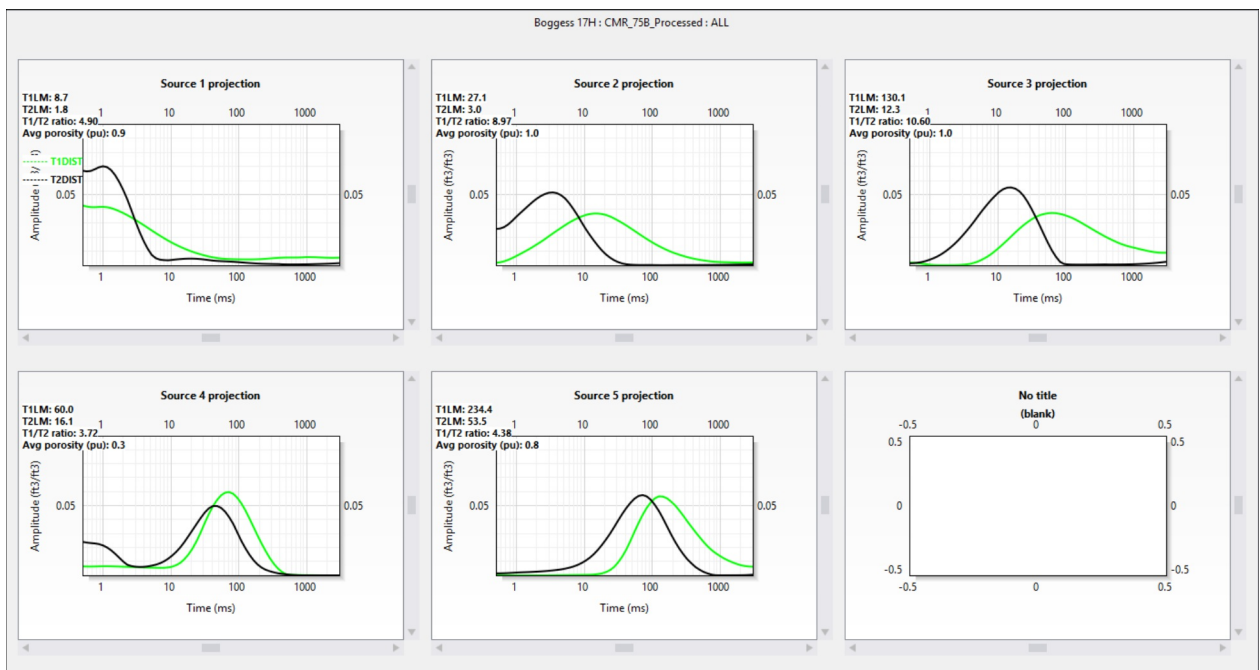 Boggess 17H : CMR_75B_Processed : ALL
Source 1 projection
T1LM: 8.7
T2LM: 1.8
T1/T2 ratio: 4.90
Avg porosity (pu): 0.9
1 10 100 1000
T1DIST
T2DIST
Amplitude
0.05 0.05
1 10 100 1000
Time (ms)
Source 2 projection
T1LM: 27.1
T2LM: 3.0
T1/T2 ratio: 8.97
Avg porosity (pu): 1.0
1 10 100 1000
Amplitude (ft3/ft3)
0.05 0.05
1 10 100 1000
Time (ms)
Source 3 projection
T1LM: 130.1
T2LM: 12.3
T1/T2 ratio: 10.60
Avg porosity (pu): 1.0
1 10 100 1000
Amplitude (ft3/ft3)
0.05 0.05
1 10 100 1000
Time (ms)
Source 4 projection
T1LM: 60.0
T2LM: 16.1
T1/T2 ratio: 3.72
Avg porosity (pu): 0.3
1 10 100 1000
Amplitude (ft3/ft3)
0.05 0.05
1 10 100 1000
Time (ms)
Source 5 projection
T1LM: 234.4
T2LM: 53.5
T1/T2 ratio: 4.38
Avg porosity (pu): 0.8
1 10 100 1000
Amplitude (ft3/ft3)
0.05 0.05
1 10 100 1000
Time (ms)
No title
(blank)
-0.5 0 0.5
0.5 0.5
0 0
-0.5 -0.5
-0.5 0 0.5